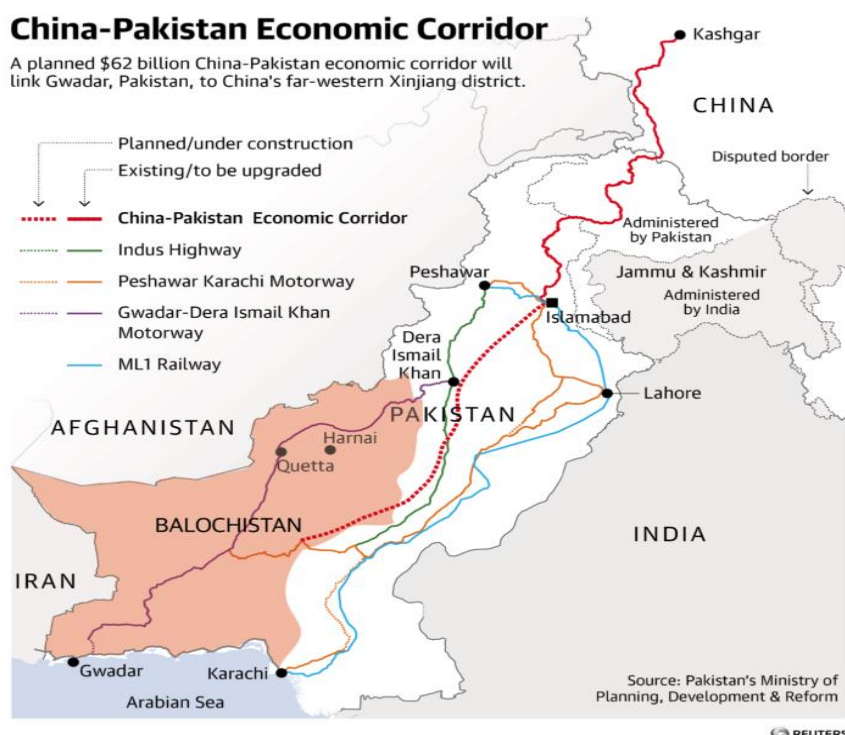 China-Pakistan Economic Corridor
A planned $62 billion China-Pakistan economic corridor will
link Gwadar, Pakistan, to China's far-western Xinjiang district.
Kashgar
CHINA
Planned/under construction
Existing/to be upgraded
Disputed border
China-Pakistan Economic Corridor
Indus Highway
Peshawar Karachi Motorway
Gwadar-Dera Ismail Khan
Motorway
ML1 Railway
Administered
by Pakistan
Peshawar
Jammu & Kashmir
Administered
by India
Islamabad
Dera
Ismail
Khan
Lahore
PAKISTAN
AFGHANISTAN
Harnai
Quetta
BALOCHISTAN
INDIA
IRAN
Gwadar
Karachi
Arabian Sea
Source: Pakistan's Ministry of
Planning, Development & Reform
REUTERS